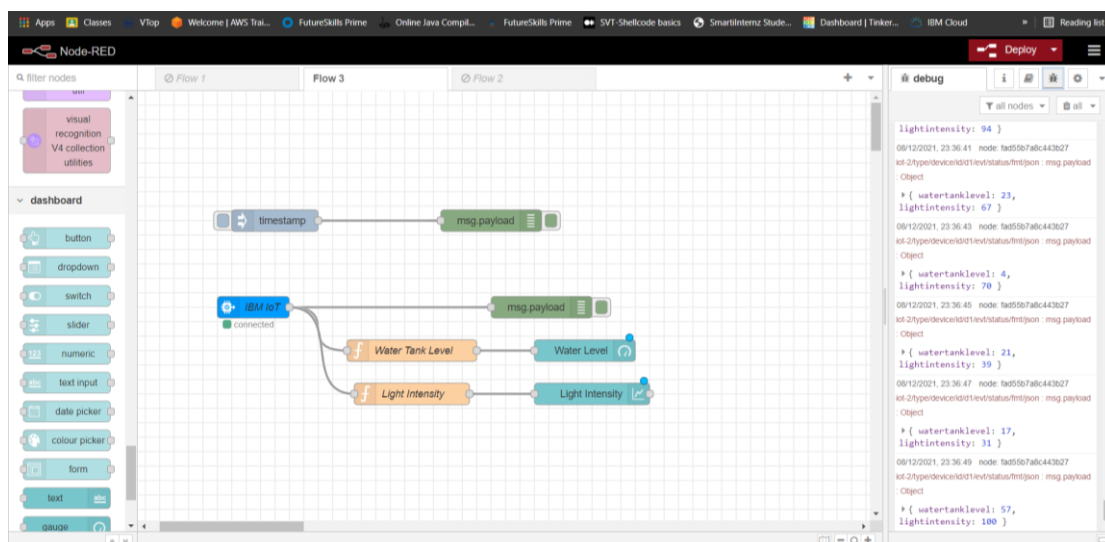 Apps Classes VTop Welcome | AWS Trai... FutureSkills Prime Online Java Compil... FutureSkills Prime SVT-Shellcode basics SmartInternz Stude... Dashboard | Tinker... IBM Cloud » Reading list
Node-RED Deploy
filter nodes
Flow 1 Flow 3 Flow 2
debug
all nodes all
util
visual
recognition
V4 collection
utilities
dashboard
button
dropdown
switch
slider
numeric
text input
date picker
colour picker
form
text
gauge
timestamp msg.payload
IBM IoT msg.payload
connected
Water Tank Level Water Level
Light Intensity Light Intensity
lightintensity: 94 }
08/12/2021, 23:36:41 node: fad55b7a8c443b27
iot-2/type/device/id/d1/evt/status/fmt/json : msg.payload
: Object
{ watertanklevel: 23,
lightintensity: 67 }
08/12/2021, 23:36:43 node: fad55b7a8c443b27
iot-2/type/device/id/d1/evt/status/fmt/json : msg.payload
: Object
{ watertanklevel: 4,
lightintensity: 70 }
08/12/2021, 23:36:45 node: fad55b7a8c443b27
iot-2/type/device/id/d1/evt/status/fmt/json : msg.payload
: Object
{ watertanklevel: 21,
lightintensity: 39 }
08/12/2021, 23:36:47 node: fad55b7a8c443b27
iot-2/type/device/id/d1/evt/status/fmt/json : msg.payload
: Object
{ watertanklevel: 17,
lightintensity: 31 }
08/12/2021, 23:36:49 node: fad55b7a8c443b27
iot-2/type/device/id/d1/evt/status/fmt/json : msg.payload
: Object
{ watertanklevel: 57,
lightintensity: 100 }